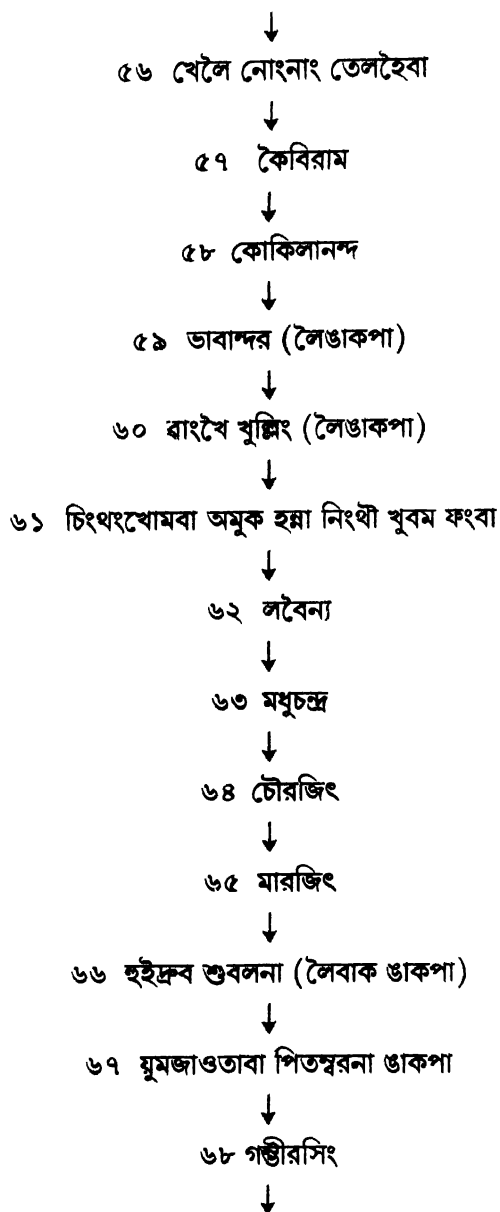 ↓
৫৬ খেলৈ নোংনাং তেলহৈবা
↓
৫৭ কৈবিরাম
↓
৫৮ কোকিলানন্দ
↓
৫৯ ভাবান্দর (লৈঙাকপা)
↓
৬০ ৱাংখৈ খুল্লিং (লৈঙাকপা)
↓
৬১ চিংথংখোমবা অমুক হন্না নিংথৌ খুবম ফংবা
↓
৬২ লবৈন্য
↓
৬৩ মধুচন্দ্র
↓
৬৪ চৌরজিৎ
↓
৬৫ মারজিৎ
↓
৬৬ হুইদ্রুব শুবলনা (লৈবাক ঙাকপা)
↓
৬৭ য়ুমজাওতাবা পিতম্বরনা ঙাকপা
↓
৬৮ গম্ভীরসিং
↓